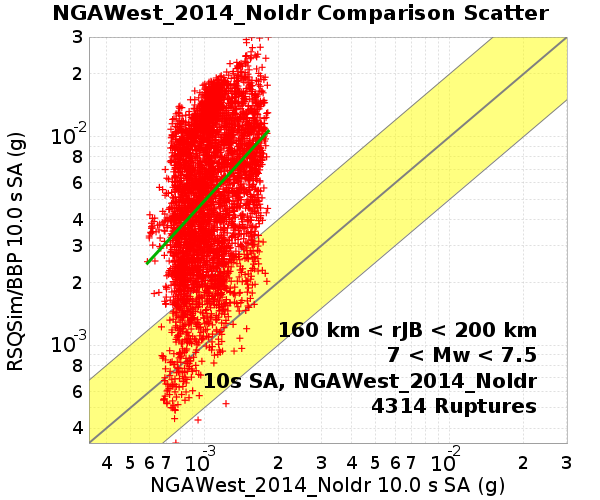 NGAWest_2014_NoIdr Comparison Scatter
3
2
10⁻²
8
6
4
3
2
10⁻³
8
6
4
RSQSim/BBP 10.0 s SA (g)
160 km < rJB < 200 km
7 < Mw < 7.5
10s SA, NGAWest_2014_NoIdr
4314 Ruptures
4 5 6 7 10⁻³ 2 3 4 5 6 7 10⁻² 2 3
NGAWest_2014_NoIdr 10.0 s SA (g)